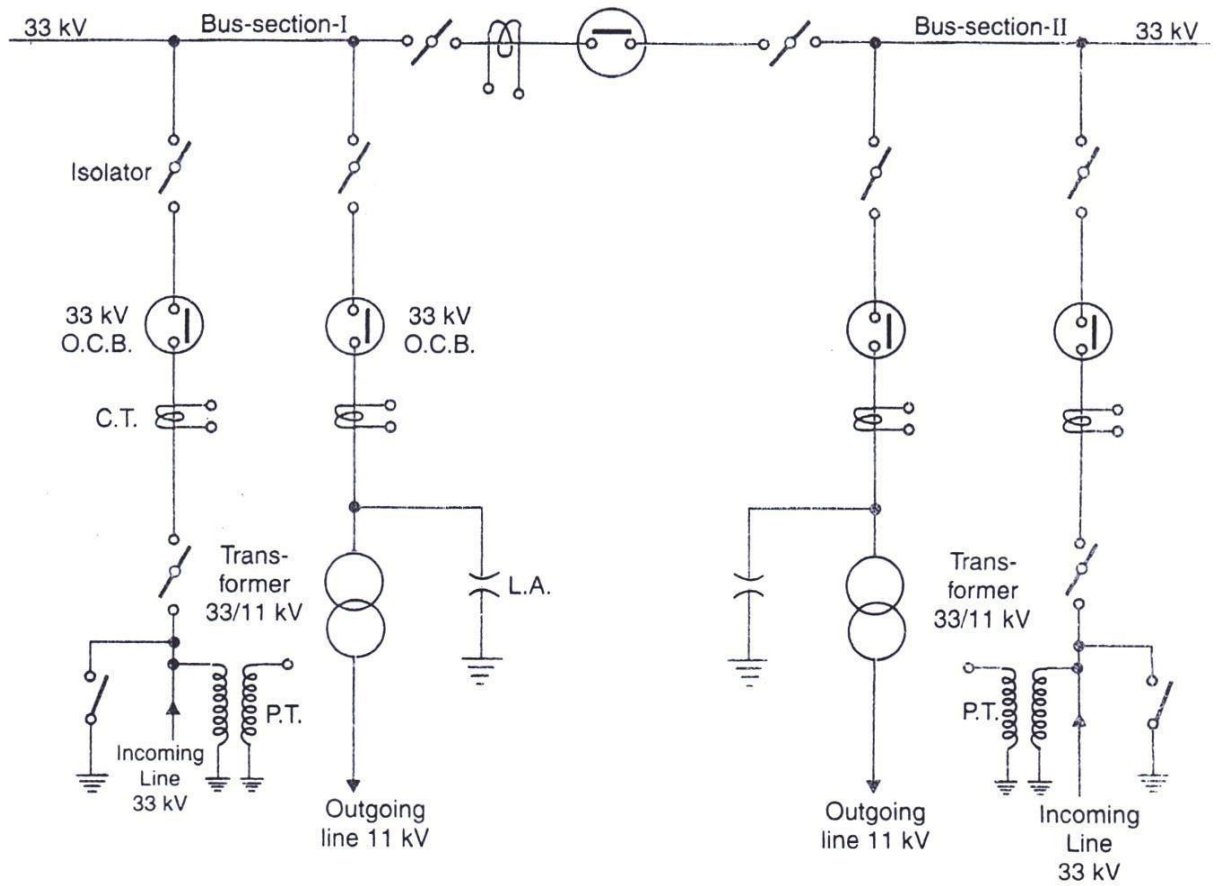 33 kV
Bus-section-I
Bus-section-II
33 kV
Isolator
33 kV
O.C.B.
33 kV
O.C.B.
C.T.
Trans-
former
33/11 kV
L.A.
Trans-
former
33/11 kV
P.T.
P.T.
Incoming
Line
33 kV
Outgoing
line 11 kV
Outgoing
line 11 kV
Incoming
Line
33 kV